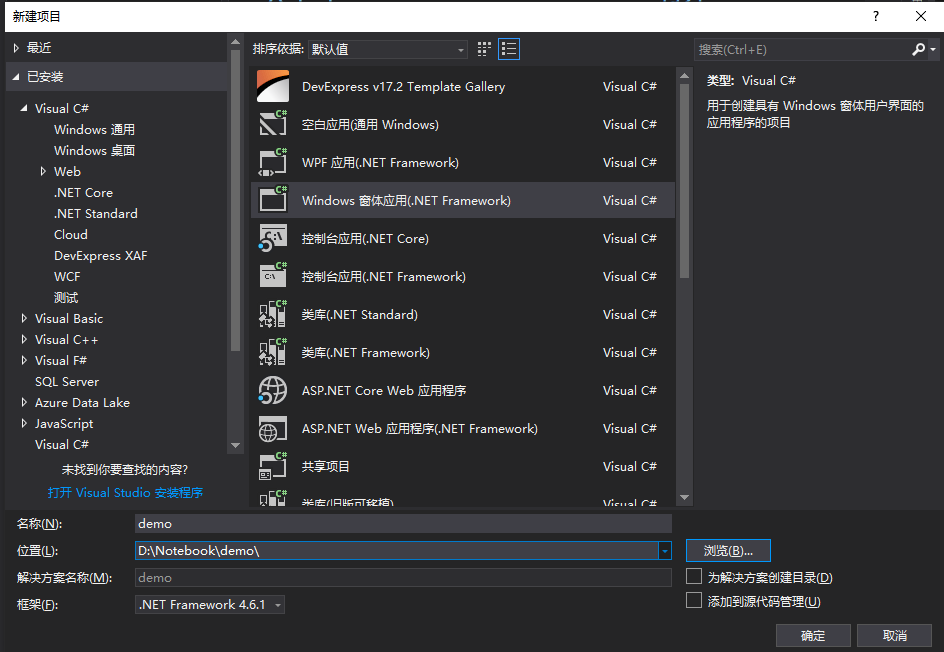 新建项目
?
最近
已安装
Visual C#
Windows 通用
Windows 桌面
Web
.NET Core
.NET Standard
Cloud
DevExpress XAF
WCF
测试
Visual Basic
Visual C++
Visual F#
SQL Server
Azure Data Lake
JavaScript
Visual C#
未找到你要查找的内容?
打开 Visual Studio 安装程序
排序依据: 默认值
DevExpress v17.2 Template Gallery Visual C#
空白应用(通用 Windows) Visual C#
WPF 应用(.NET Framework) Visual C#
Windows 窗体应用(.NET Framework) Visual C#
控制台应用(.NET Core) Visual C#
控制台应用(.NET Framework) Visual C#
类库(.NET Standard) Visual C#
类库(.NET Framework) Visual C#
ASP.NET Core Web 应用程序 Visual C#
ASP.NET Web 应用程序(.NET Framework) Visual C#
共享项目 Visual C#
类库(旧版可移植) Visual C#
搜索(Ctrl+E)
类型: Visual C#
用于创建具有 Windows 窗体用户界面的
应用程序的项目
名称(N): demo
位置(L): D:\Notebook\demo\ 浏览(B)...
解决方案名称(M): demo 为解决方案创建目录(D)
框架(F): .NET Framework 4.6.1 添加到源代码管理(U)
确定 取消